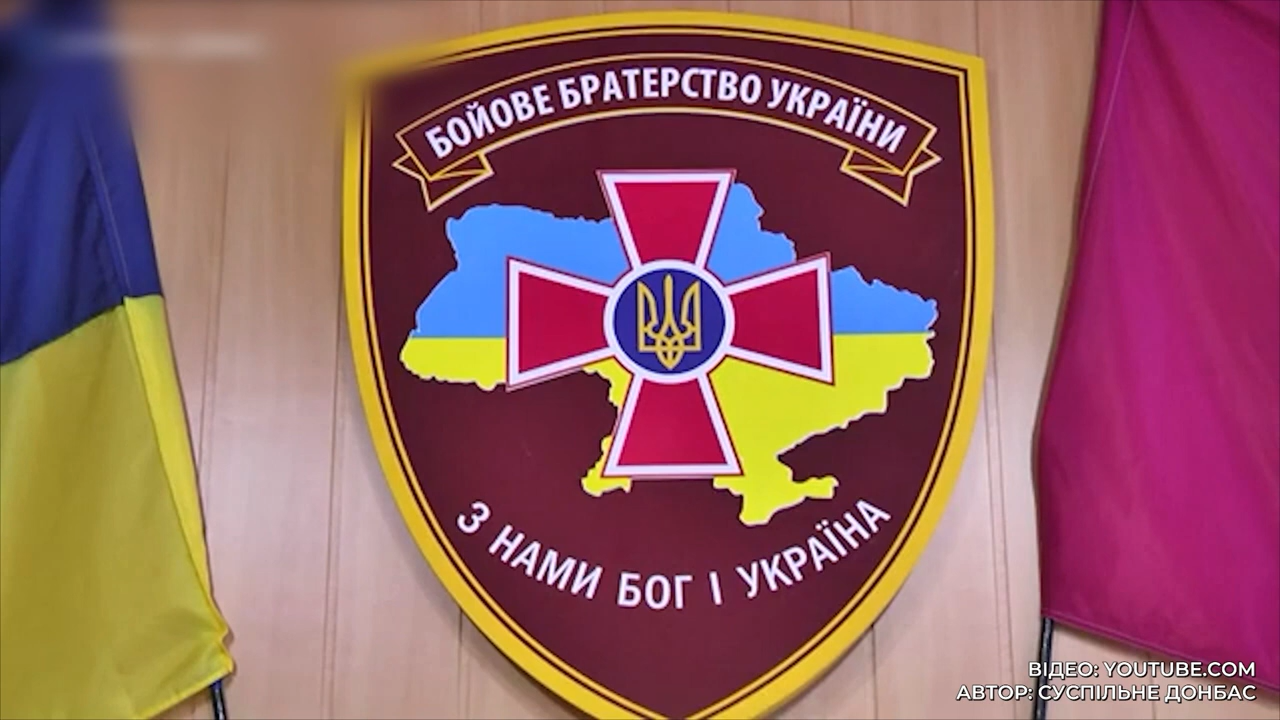 БОЙОВЕ БРАТЕРСТВО УКРАЇНИ
З НАМИ БОГ І УКРАЇНА
ВІДЕО: YOUTUBE.COM
АВТОР: СУСПІЛЬНЕ ДОНБАС